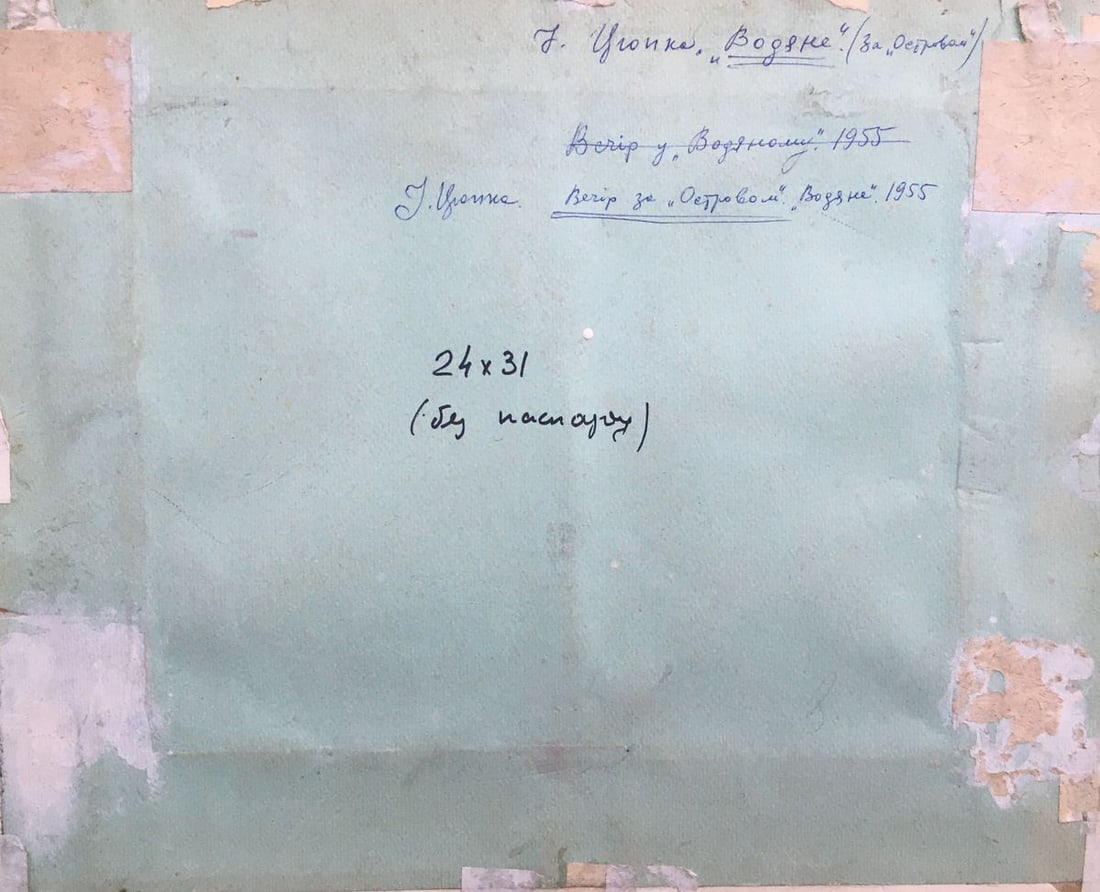 І. Цюпка. „Водяне“. (За „Островом“)
Вечір у „Водяному“. 1955
І. Цюпка. Вечір за „Островом“. „Водяне“. 1955
24 x 31
(без паспарту)